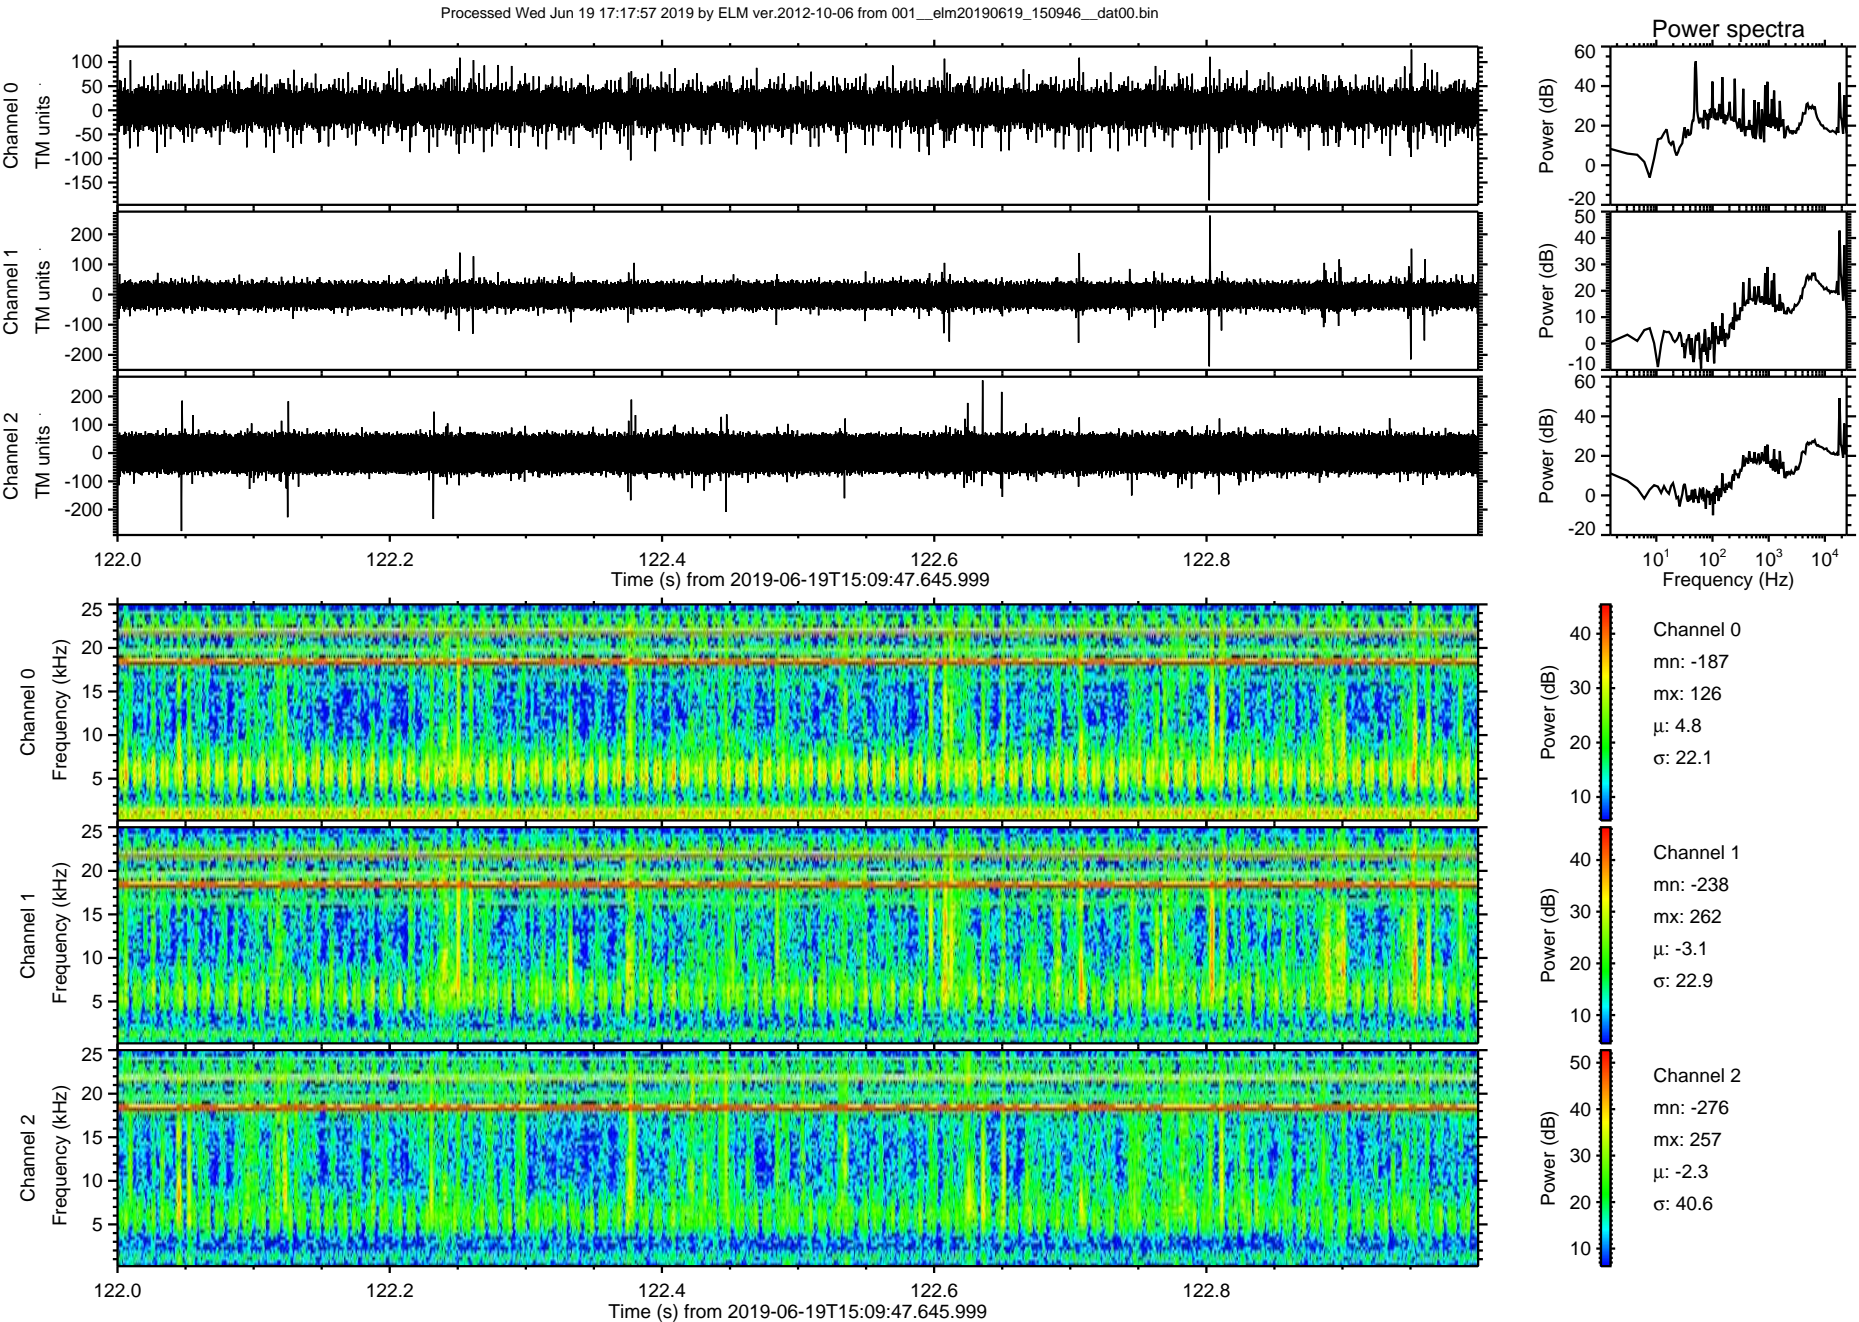 Processed Wed Jun 19 17:17:57 2019 by ELM ver.2012-10-06 from 001__elm20190619_150946__dat00.bin
Power spectra
Channel 0
TM units
100
50
0
-50
-100
-150
Power (dB)
60
40
20
0
-20
Channel 1
TM units
200
100
0
-100
-200
Power (dB)
50
40
30
20
10
0
-10
Channel 2
TM units
200
100
0
-100
-200
Power (dB)
60
40
20
0
-20
122.0 122.2 122.4 122.6 122.8
Time (s) from 2019-06-19T15:09:47.645.999
10¹ 10² 10³ 10⁴
Frequency (Hz)
Channel 0
Frequency (kHz)
25
20
15
10
5
Power (dB)
40
30
20
10
Channel 0
mn: -187
mx: 126
μ: 4.8
σ: 22.1
Channel 1
Frequency (kHz)
25
20
15
10
5
Power (dB)
40
30
20
10
Channel 1
mn: -238
mx: 262
μ: -3.1
σ: 22.9
Channel 2
Frequency (kHz)
25
20
15
10
5
Power (dB)
50
40
30
20
10
Channel 2
mn: -276
mx: 257
μ: -2.3
σ: 40.6
122.0 122.2 122.4 122.6 122.8
Time (s) from 2019-06-19T15:09:47.645.999